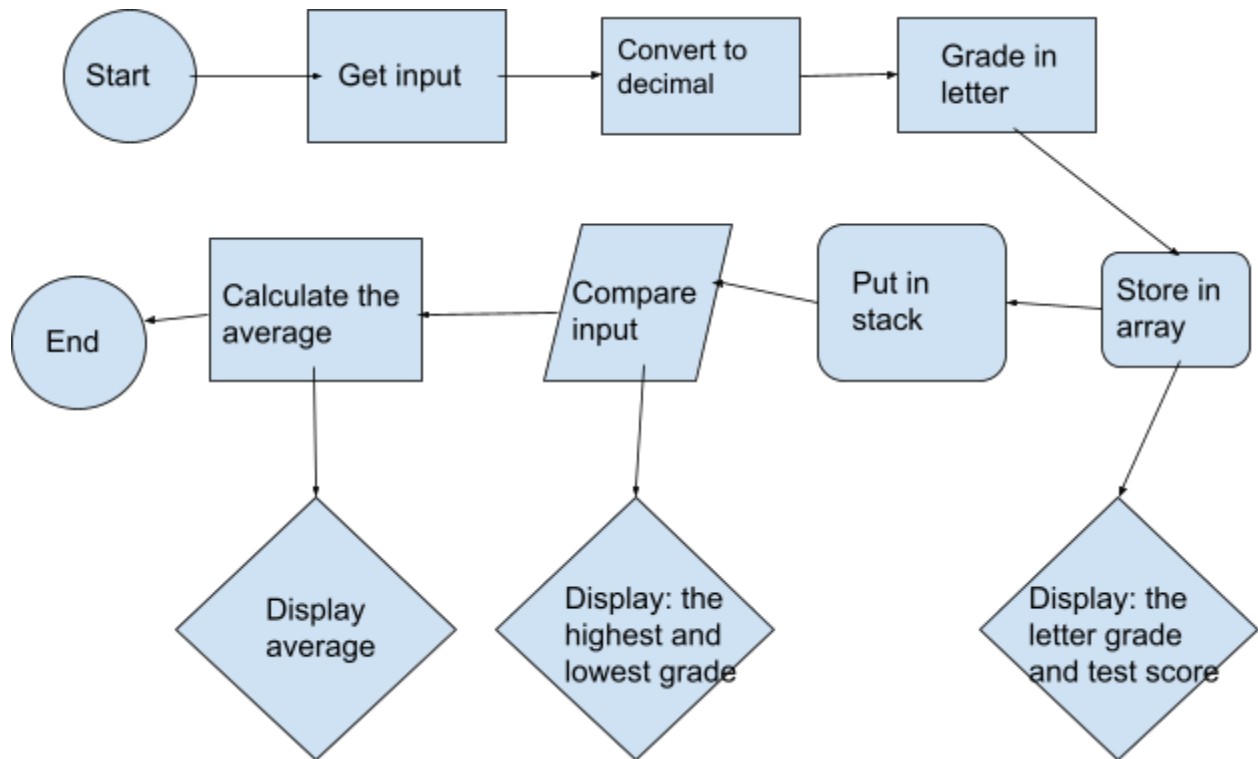 Start
Get input
Convert to
decimal
Grade in
letter
Store in
array
Put in
stack
Compare
input
Calculate the
average
End
Display
average
Display: the
highest and
lowest grade
Display: the
letter grade
and test score